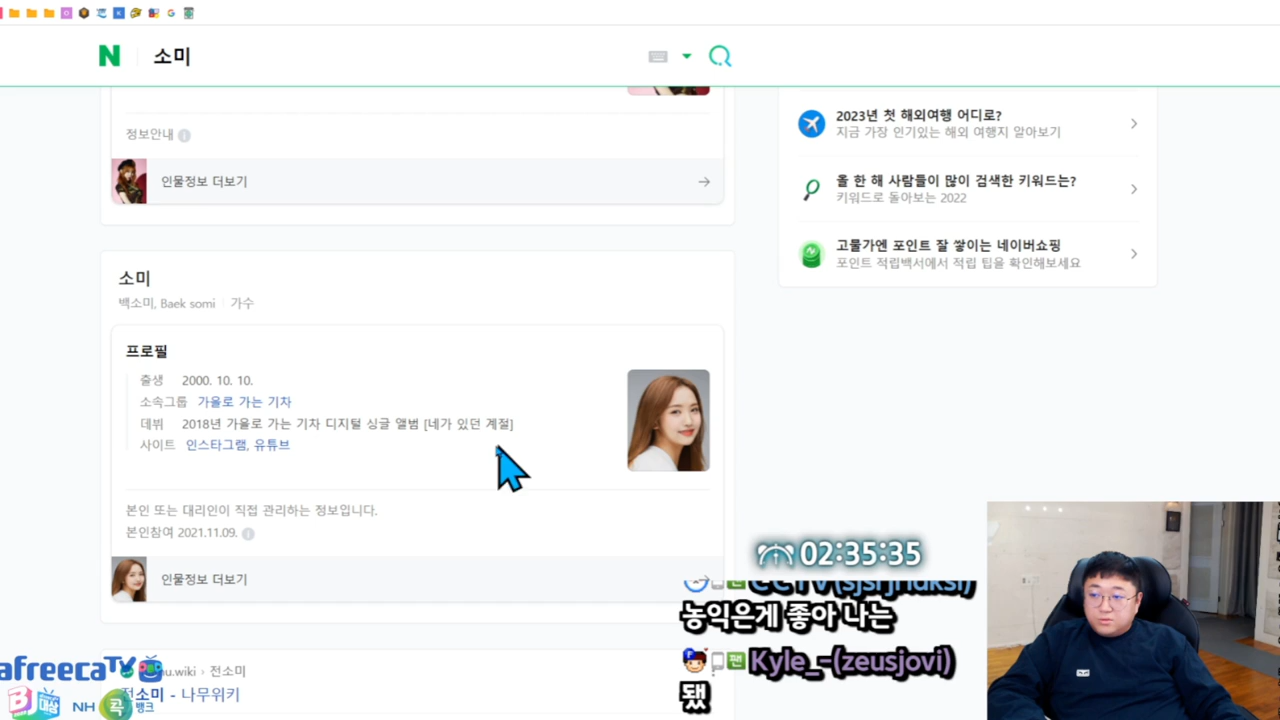 N 소미
정보안내
인물정보 더보기
소미
백소미, Baek somi 가수
프로필
출생 2000. 10. 10.
소속그룹 가을로 가는 기차
데뷔 2018년 가을로 가는 기차 디지털 싱글 앨범 [네가 있던 계절]
사이트 인스타그램, 유튜브
본인 또는 대리인이 직접 관리하는 정보입니다.
본인참여 2021.11.09.
인물정보 더보기
u.wiki › 전소미
전소미 - 나무위키
2023년 첫 해외여행 어디로?
지금 가장 인기있는 해외 여행지 알아보기
올 한 해 사람들이 많이 검색한 키워드는?
키워드로 돌아보는 2022
고물가엔 포인트 잘 쌓이는 네이버쇼핑
포인트 적립백서에서 적립 팁을 확인해보세요
02:35:35
농익은게 좋아 나는
팬 Kyle_-(zeusjovi)
됐
afreecaTV
NH 콕 뱅크